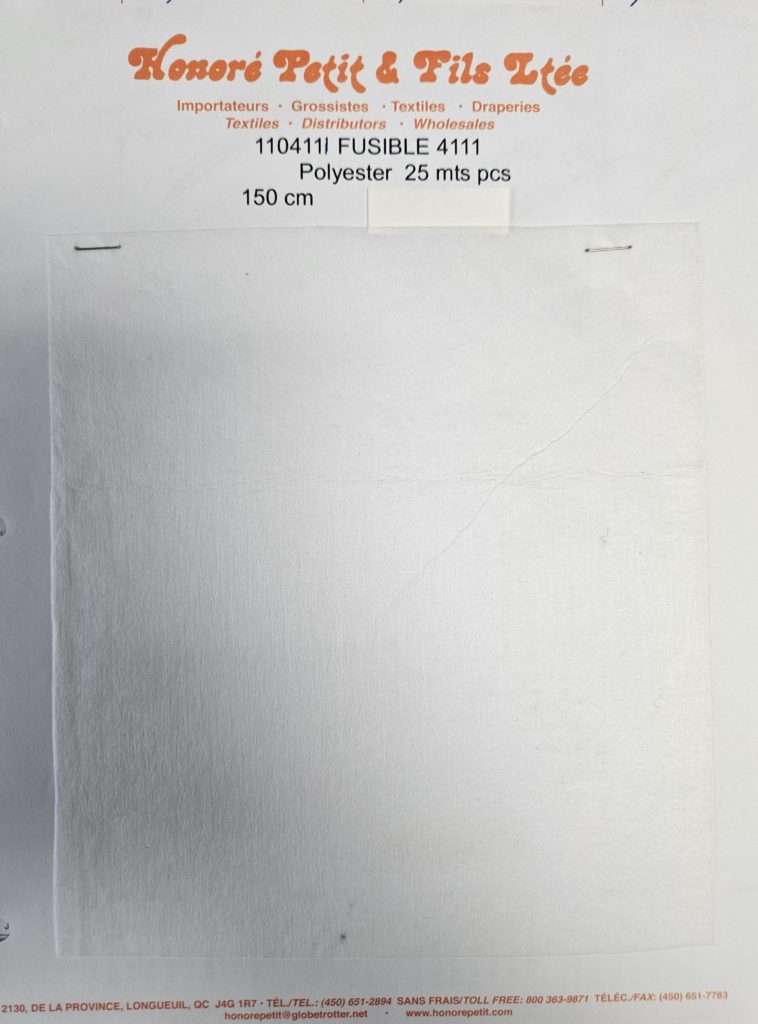 Honoré Petit & Fils Ltée
Importateurs · Grossistes · Textiles · Draperies
Textiles · Distributors · Wholesales
1104111 FUSIBLE 4111
Polyester 25 mts pcs
150 cm
2130, DE LA PROVINCE, LONGUEUIL, QC J4G 1R7 · TÉL./TEL.: (450) 651-2894 SANS FRAIS/TOLL FREE: 800 363-9871 TÉLÉC./FAX: (450) 651-7783
honorepetit@globetrotter.net · www.honorepetit.com